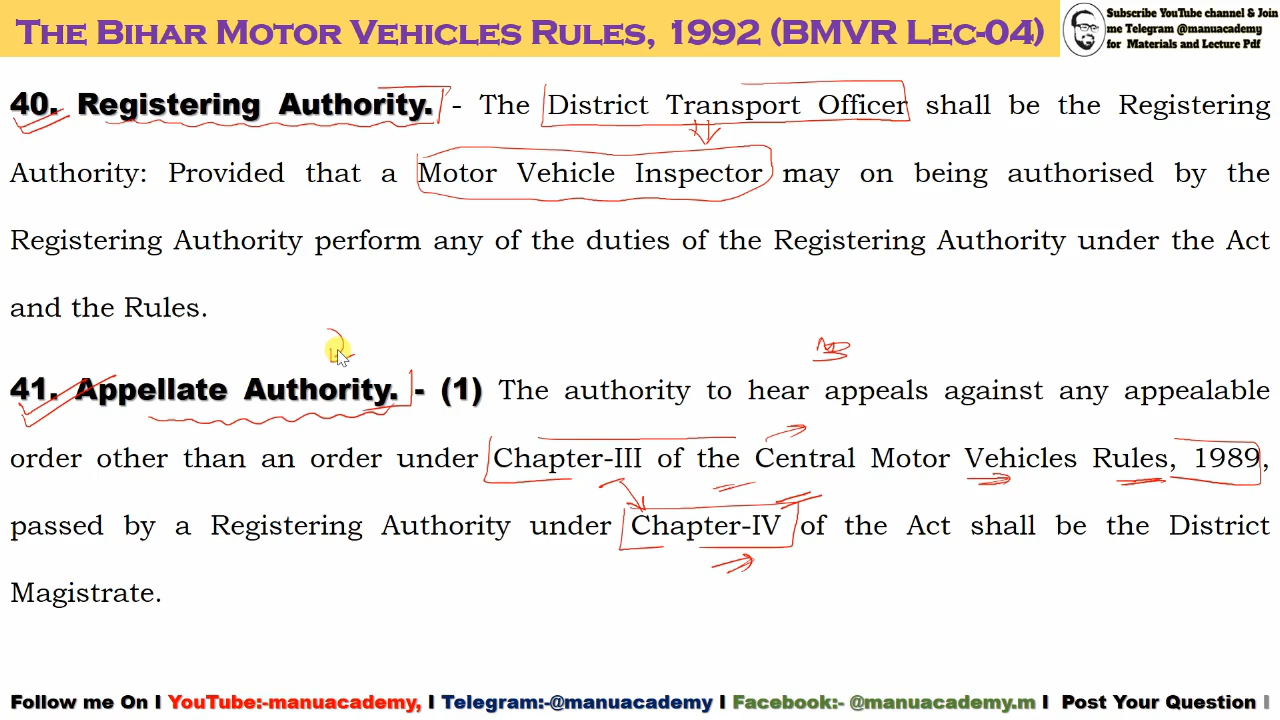 THE BIHAR MOTOR VEHICLES RULES, 1992 (BMVR LEC-04)
Subscribe YouTube channel & Join
me Telegram @manuacademy
for Materials and Lecture Pdf
40. Registering Authority. - The District Transport Officer shall be the Registering
Authority: Provided that a Motor Vehicle Inspector may on being authorised by the
Registering Authority perform any of the duties of the Registering Authority under the Act
and the Rules.
41. Appellate Authority. - (1) The authority to hear appeals against any appealable
order other than an order under Chapter-III of the Central Motor Vehicles Rules, 1989,
passed by a Registering Authority under Chapter-IV of the Act shall be the District
Magistrate.
Follow me On I YouTube:-manuacademy, I Telegram:-@manuacademy I Facebook:- @manuacademy.m I Post Your Question I